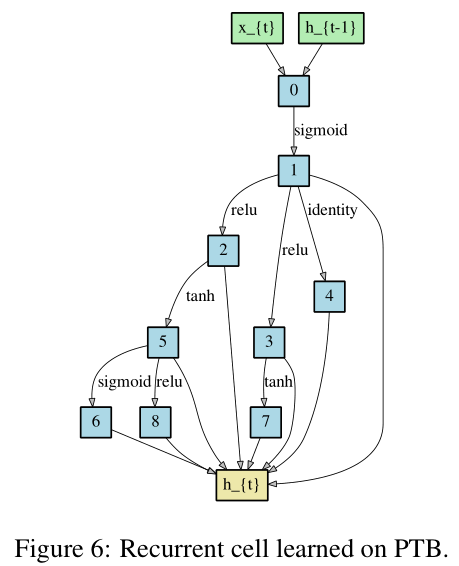 x_{t} h_{t-1}
0
sigmoid
1
relu identity
relu
2
tanh
4
5 3
sigmoid relu tanh
6 8 7
h_{t}
Figure 6: Recurrent cell learned on PTB.